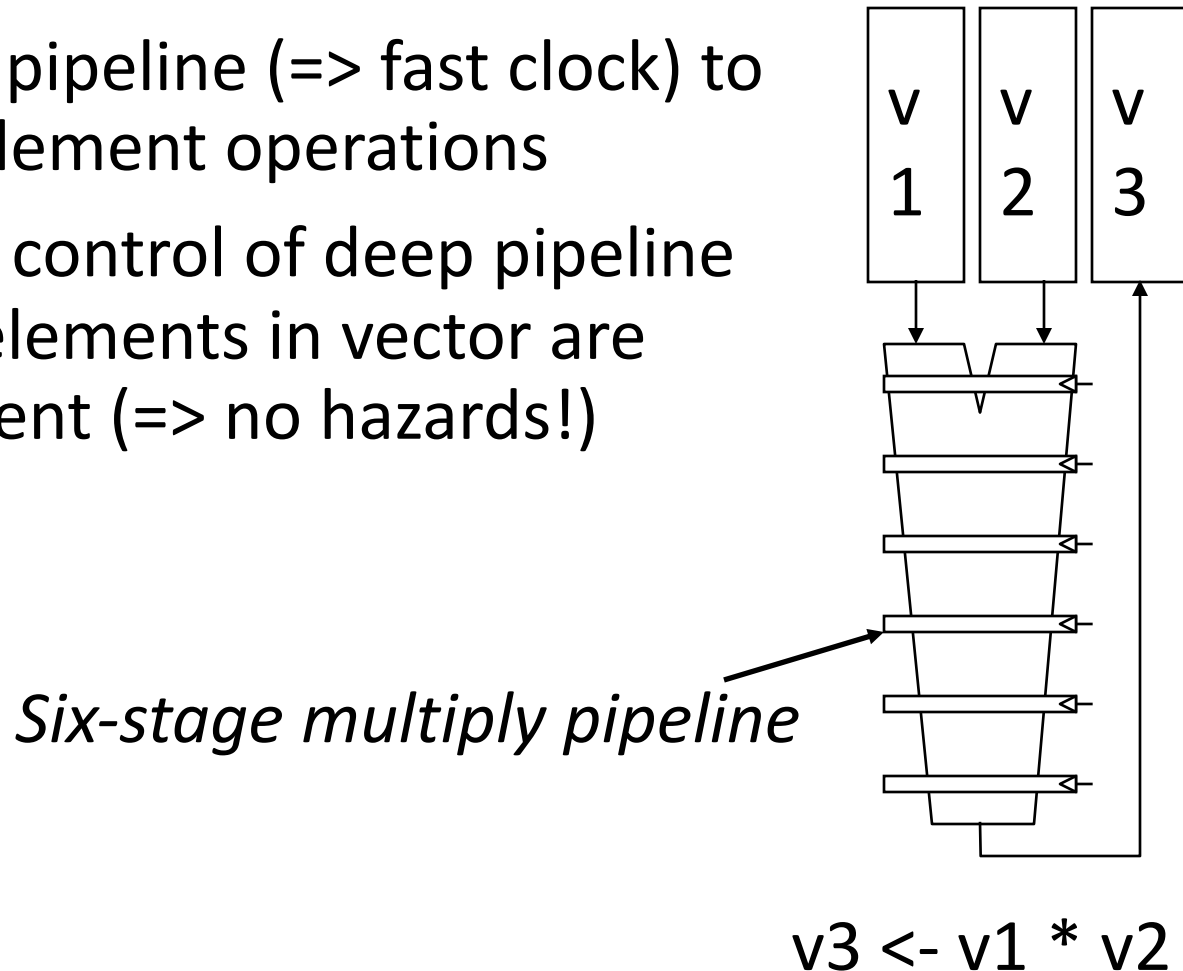 pipeline (=> fast clock) to
lement operations
control of deep pipeline
elements in vector are
ent (=> no hazards!)
v v v
1 2 3
Six-stage multiply pipeline
v3 <- v1 * v2